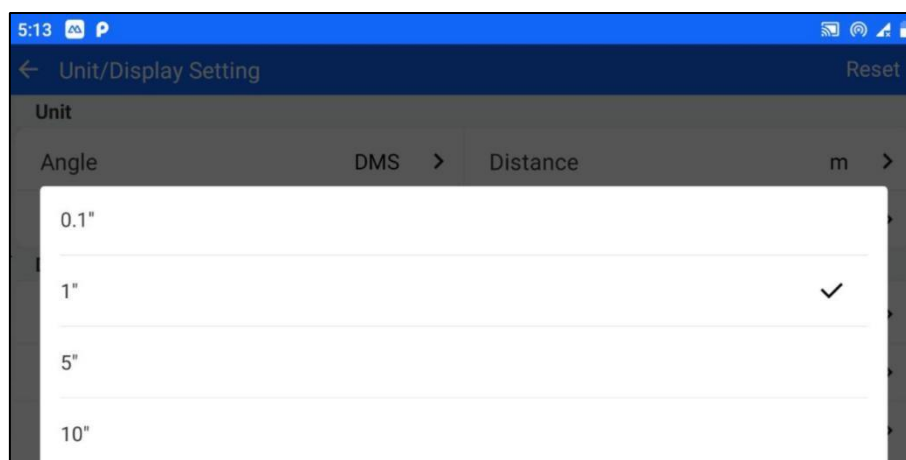 5:13
Unit/Display Setting Reset
Unit
Angle DMS Distance m
0.1"
1"
5"
10"